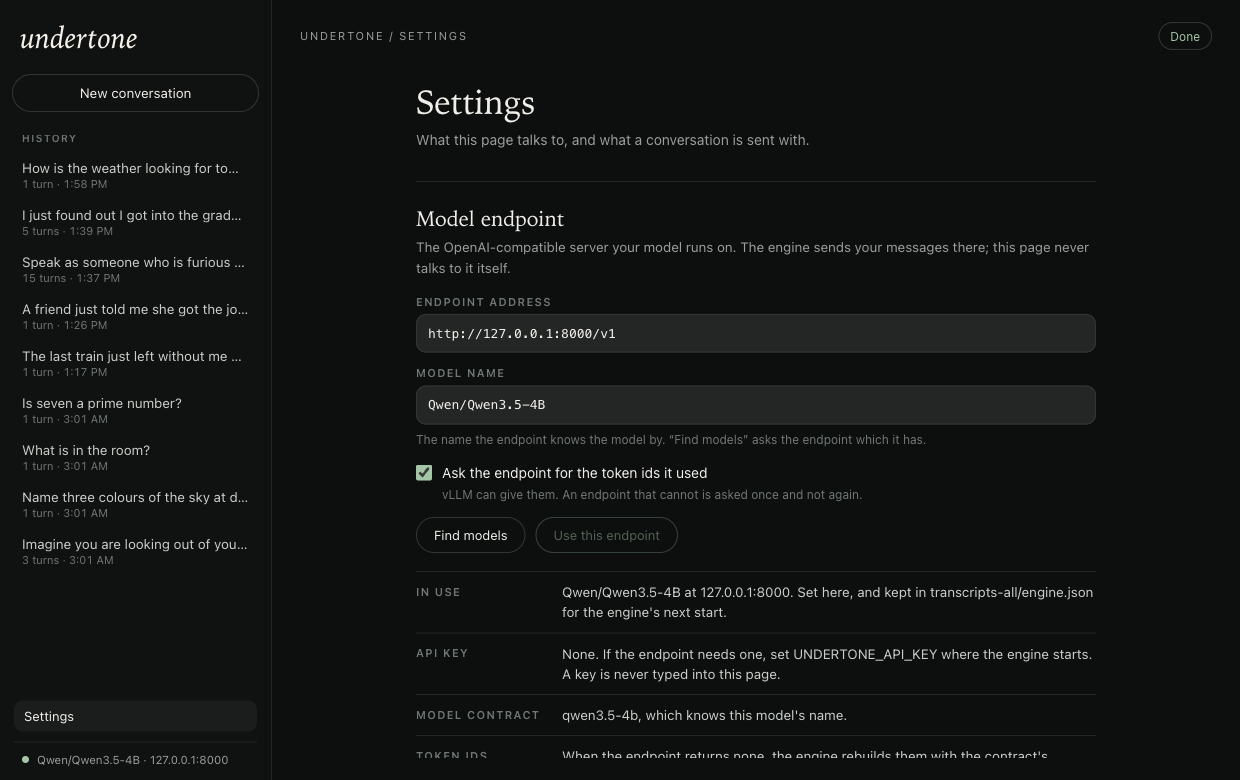 undertone
New conversation
HISTORY
How is the weather looking for to…
1 turn · 1:58 PM
I just found out I got into the grad…
5 turns · 1:39 PM
Speak as someone who is furious …
15 turns · 1:37 PM
A friend just told me she got the jo…
1 turn · 1:26 PM
The last train just left without me …
1 turn · 1:17 PM
Is seven a prime number?
1 turn · 3:01 AM
What is in the room?
1 turn · 3:01 AM
Name three colours of the sky at d…
1 turn · 3:01 AM
Imagine you are looking out of you…
3 turns · 3:01 AM
Settings
Qwen/Qwen3.5-4B · 127.0.0.1:8000
UNDERTONE / SETTINGS
Done
Settings
What this page talks to, and what a conversation is sent with.
Model endpoint
The OpenAI-compatible server your model runs on. The engine sends your messages there; this page never
talks to it itself.
ENDPOINT ADDRESS
http://127.0.0.1:8000/v1
MODEL NAME
Qwen/Qwen3.5-4B
The name the endpoint knows the model by. “Find models” asks the endpoint which it has.
Ask the endpoint for the token ids it used
vLLM can give them. An endpoint that cannot is asked once and not again.
Find models
Use this endpoint
IN USE
Qwen/Qwen3.5-4B at 127.0.0.1:8000. Set here, and kept in transcripts-all/engine.json
for the engine's next start.
API KEY
None. If the endpoint needs one, set UNDERTONE_API_KEY where the engine starts.
A key is never typed into this page.
MODEL CONTRACT
qwen3.5-4b, which knows this model's name.
TOKEN IDS
When the endpoint returns none, the engine rebuilds them with the contract's